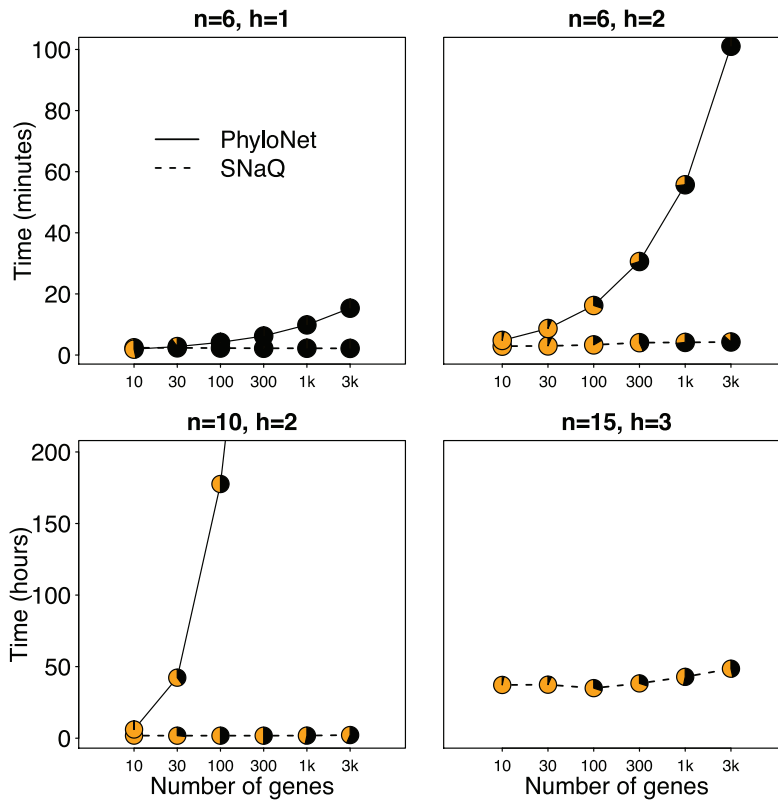 n=6, h=1
n=6, h=2
Time (minutes)
100
80
60
40
20
0
PhyloNet
SNaQ
10 30 100 300 1k 3k
10 30 100 300 1k 3k
n=10, h=2
n=15, h=3
Time (hours)
200
150
100
50
0
10 30 100 300 1k 3k
10 30 100 300 1k 3k
Number of genes
Number of genes